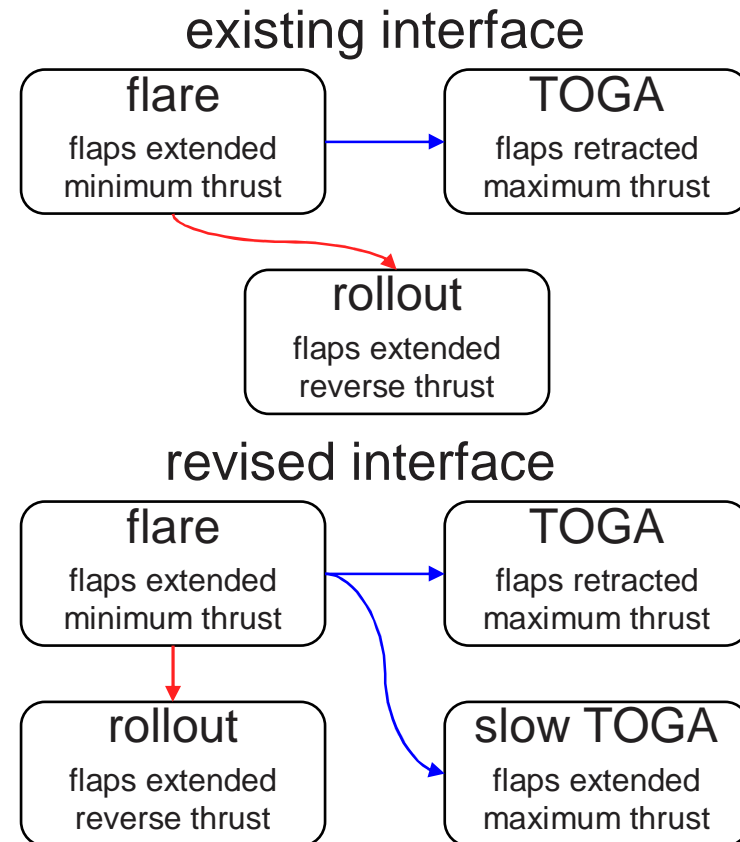 existing interface
flare
flaps extended
minimum thrust
TOGA
flaps retracted
maximum thrust
rollout
flaps extended
reverse thrust
revised interface
flare
flaps extended
minimum thrust
TOGA
flaps retracted
maximum thrust
rollout
flaps extended
reverse thrust
slow TOGA
flaps extended
maximum thrust